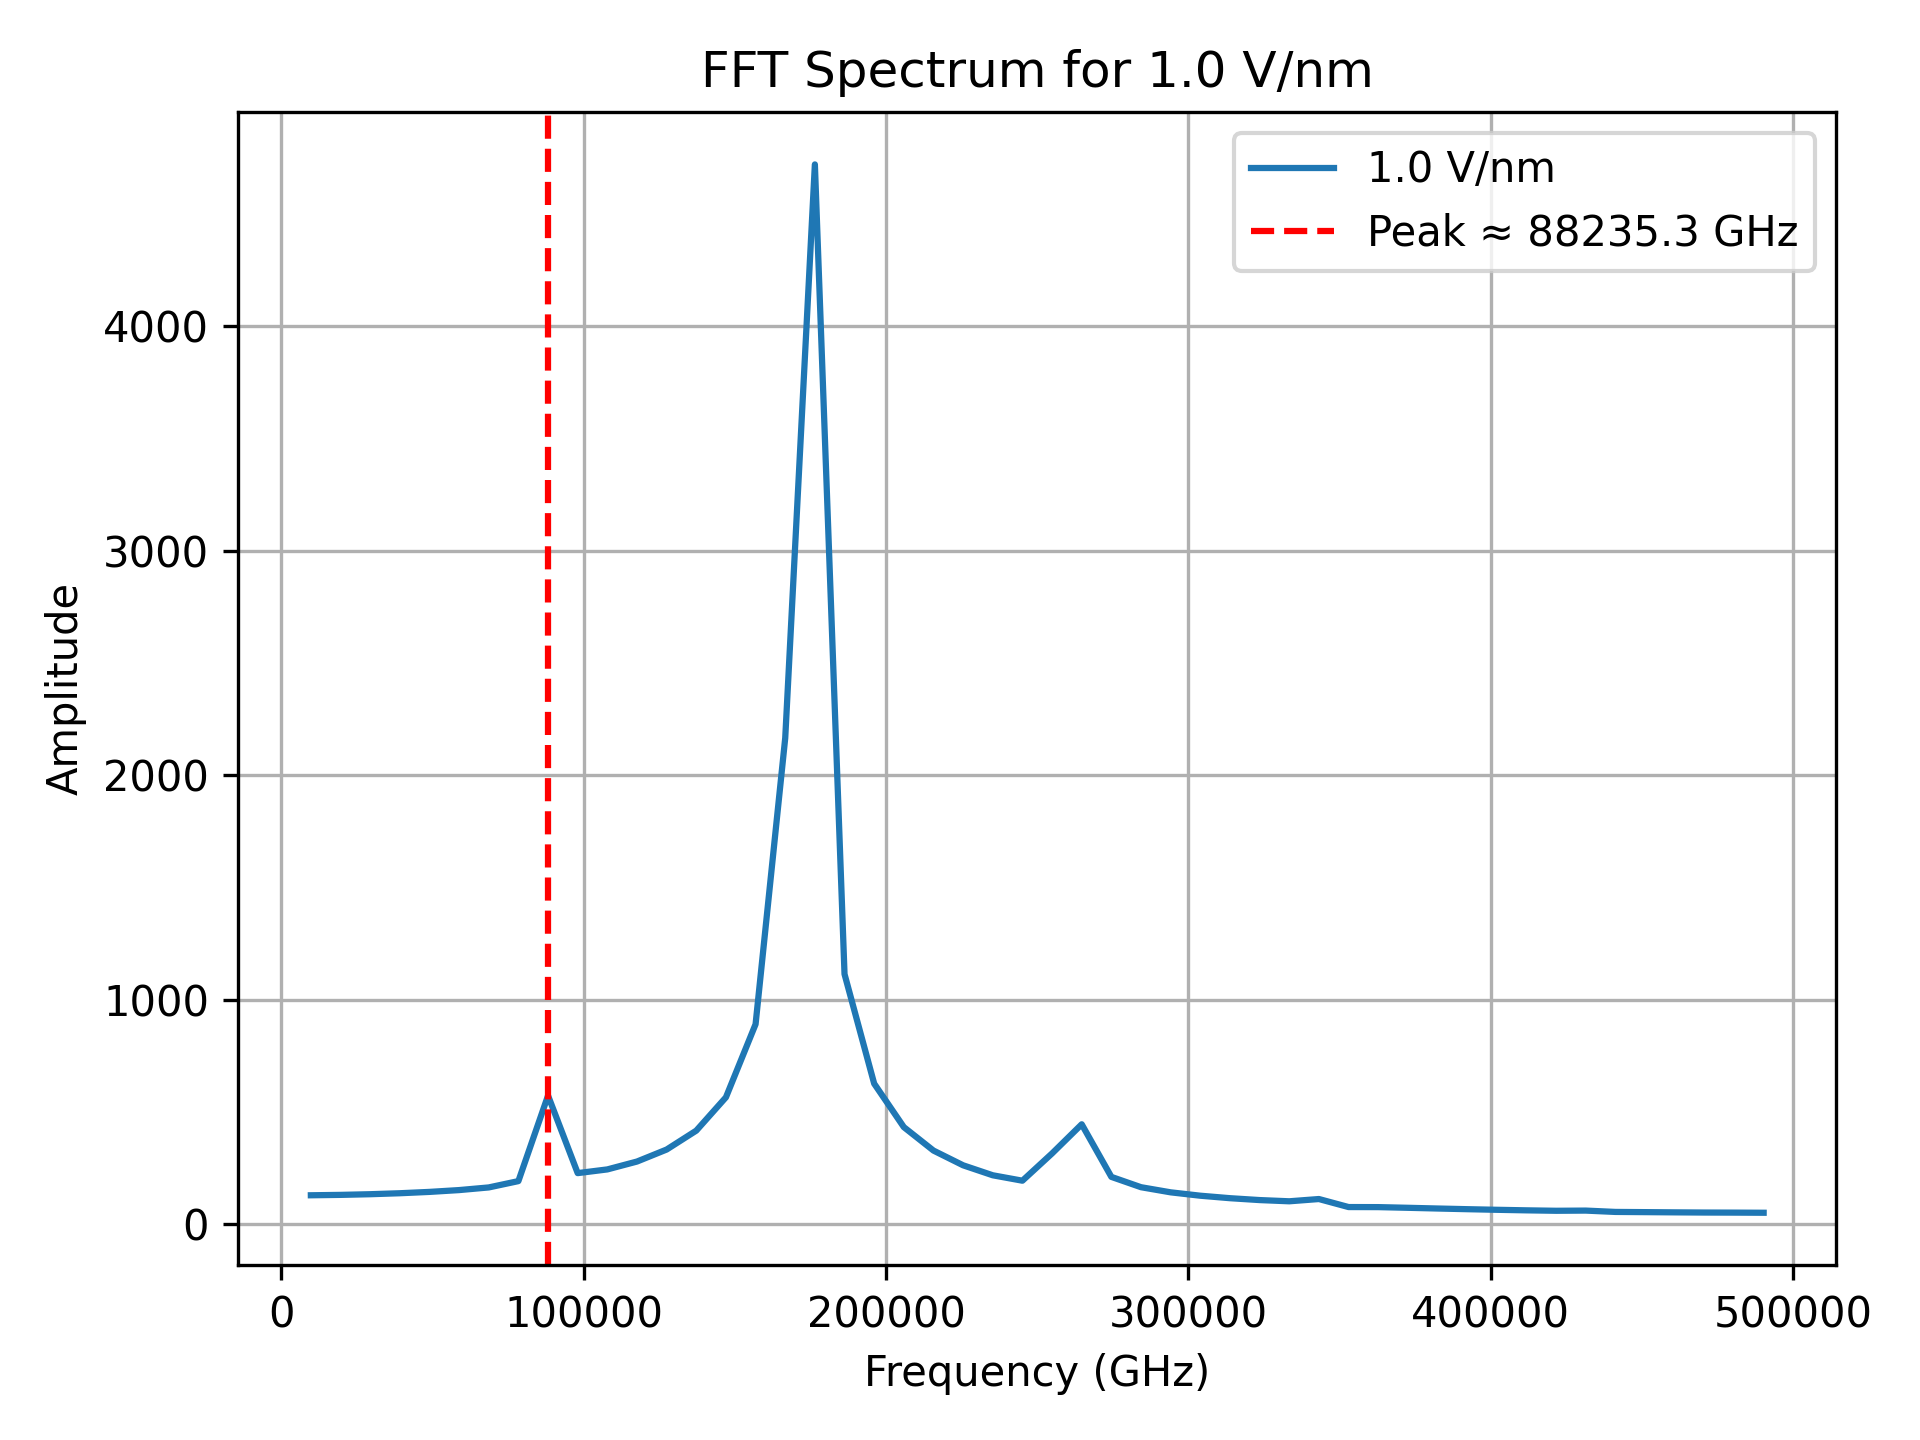 FFT Spectrum for 1.0 V/nm
1.0 V/nm
Peak ≈ 88235.3 GHz
Amplitude
4000
3000
2000
1000
0
0 100000 200000 300000 400000 500000
Frequency (GHz)